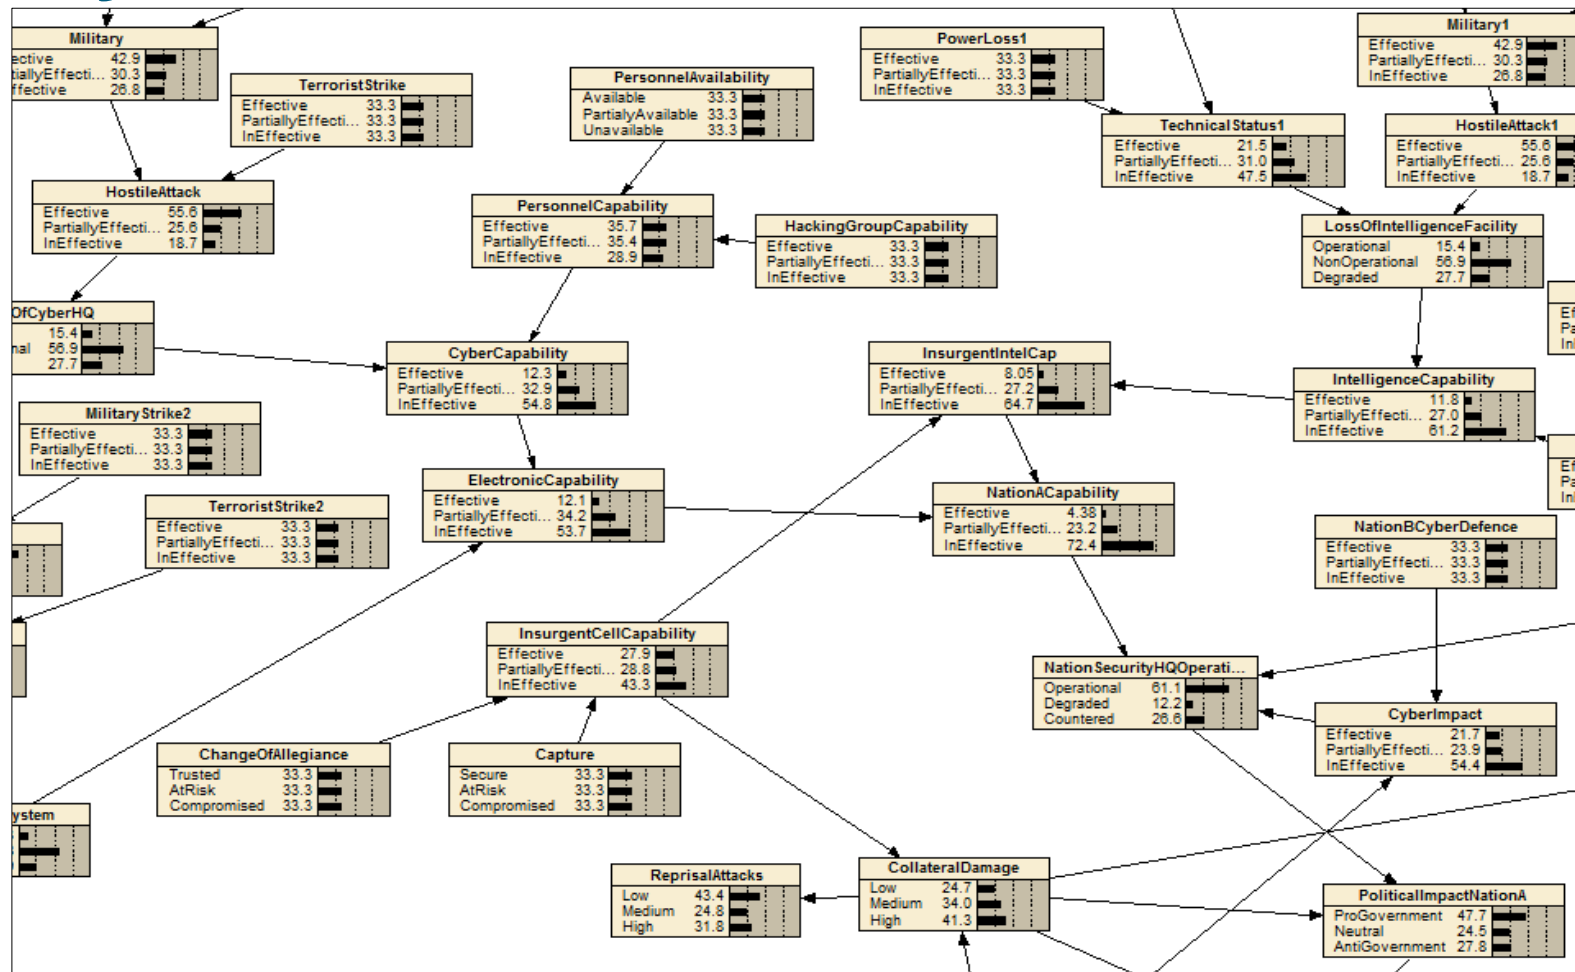 Military
ective 42.9
tiallyEffecti... 30.3
ffective 26.8
TerroristStrike
Effective 33.3
PartiallyEffecti... 33.3
InEffective 33.3
PersonnelAvailability
Available 33.3
PartialyAvailable 33.3
Unavailable 33.3
PowerLoss1
Effective 33.3
PartiallyEffecti... 33.3
InEffective 33.3
Military1
Effective 42.9
PartiallyEffecti... 30.3
InEffective 26.8
TechnicalStatus1
Effective 21.5
PartiallyEffecti... 31.0
InEffective 47.5
HostileAttack1
Effective 55.6
PartiallyEffecti... 25.6
InEffective 18.7
HostileAttack
Effective 55.6
PartiallyEffecti... 25.6
InEffective 18.7
PersonnelCapability
Effective 35.7
PartiallyEffecti... 35.4
InEffective 28.9
HackingGroupCapability
Effective 33.3
PartiallyEffecti... 33.3
InEffective 33.3
LossOfIntelligenceFacility
Operational 15.4
NonOperational 56.9
Degraded 27.7
OfCyberHQ
15.4
nal 56.9
27.7
Ef
Pa
In
CyberCapability
Effective 12.3
PartiallyEffecti... 32.9
InEffective 54.8
InsurgentIntelCap
Effective 8.05
PartiallyEffecti... 27.2
InEffective 64.7
IntelligenceCapability
Effective 11.8
PartiallyEffecti... 27.0
InEffective 61.2
MilitaryStrike2
Effective 33.3
PartiallyEffecti... 33.3
InEffective 33.3
Ef
Pa
In
ElectronicCapability
Effective 12.1
PartiallyEffecti... 34.2
InEffective 53.7
NationACapability
Effective 4.38
PartiallyEffecti... 23.2
InEffective 72.4
TerroristStrike2
Effective 33.3
PartiallyEffecti... 33.3
InEffective 33.3
NationBCyberDefence
Effective 33.3
PartiallyEffecti... 33.3
InEffective 33.3
InsurgentCellCapability
Effective 27.9
PartiallyEffecti... 28.8
InEffective 43.3
NationSecurityHQOperati...
Operational 61.1
Degraded 12.2
Countered 26.6
CyberImpact
Effective 21.7
PartiallyEffecti... 23.9
InEffective 54.4
ChangeOfAllegiance
Trusted 33.3
AtRisk 33.3
Compromised 33.3
Capture
Secure 33.3
AtRisk 33.3
Compromised 33.3
ystem
ReprisalAttacks
Low 43.4
Medium 24.8
High 31.8
CollateralDamage
Low 24.7
Medium 34.0
High 41.3
PoliticalImpactNationA
ProGovernment 47.7
Neutral 24.5
AntiGovernment 27.8